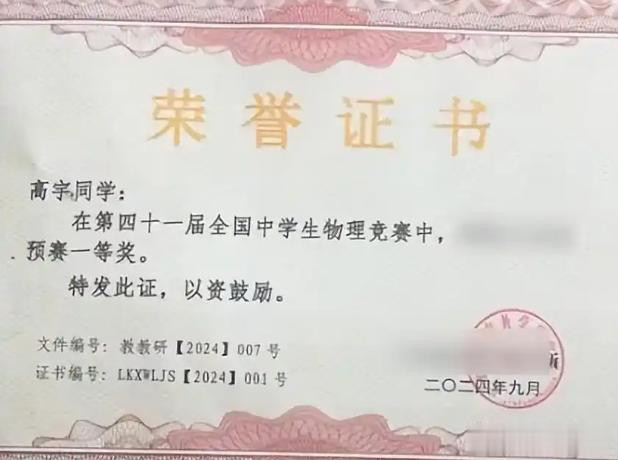 荣誉证书
高宇同学：
在第四十一届全国中学生物理竞赛中，
预赛一等奖。
特发此证，以资鼓励。
文件编号：教教研【2024】007号
证书编号：LKXWLJS【2024】001号
二〇二四年九月